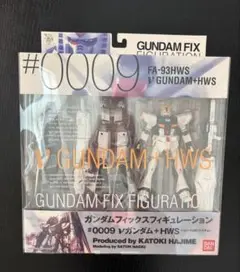 GUNDAM FIX
FIGURATION
#0009
FA-93HWS
ν GUNDAM+HWS
ν GUNDAM+HWS
GUNDAM FIX FIGURATION
ガンダムフィックスフィギュレーション
#0009 νガンダム+HWS
Produced by KATOKI HAJIME
BANDAI